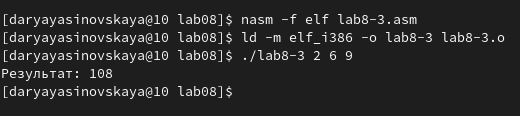 [daryayasinovskaya@10 lab08]$ nasm -f elf lab8-3.asm
[daryayasinovskaya@10 lab08]$ ld -m elf_i386 -o lab8-3 lab8-3.o
[daryayasinovskaya@10 lab08]$ ./lab8-3 2 6 9
Результат: 108
[daryayasinovskaya@10 lab08]$